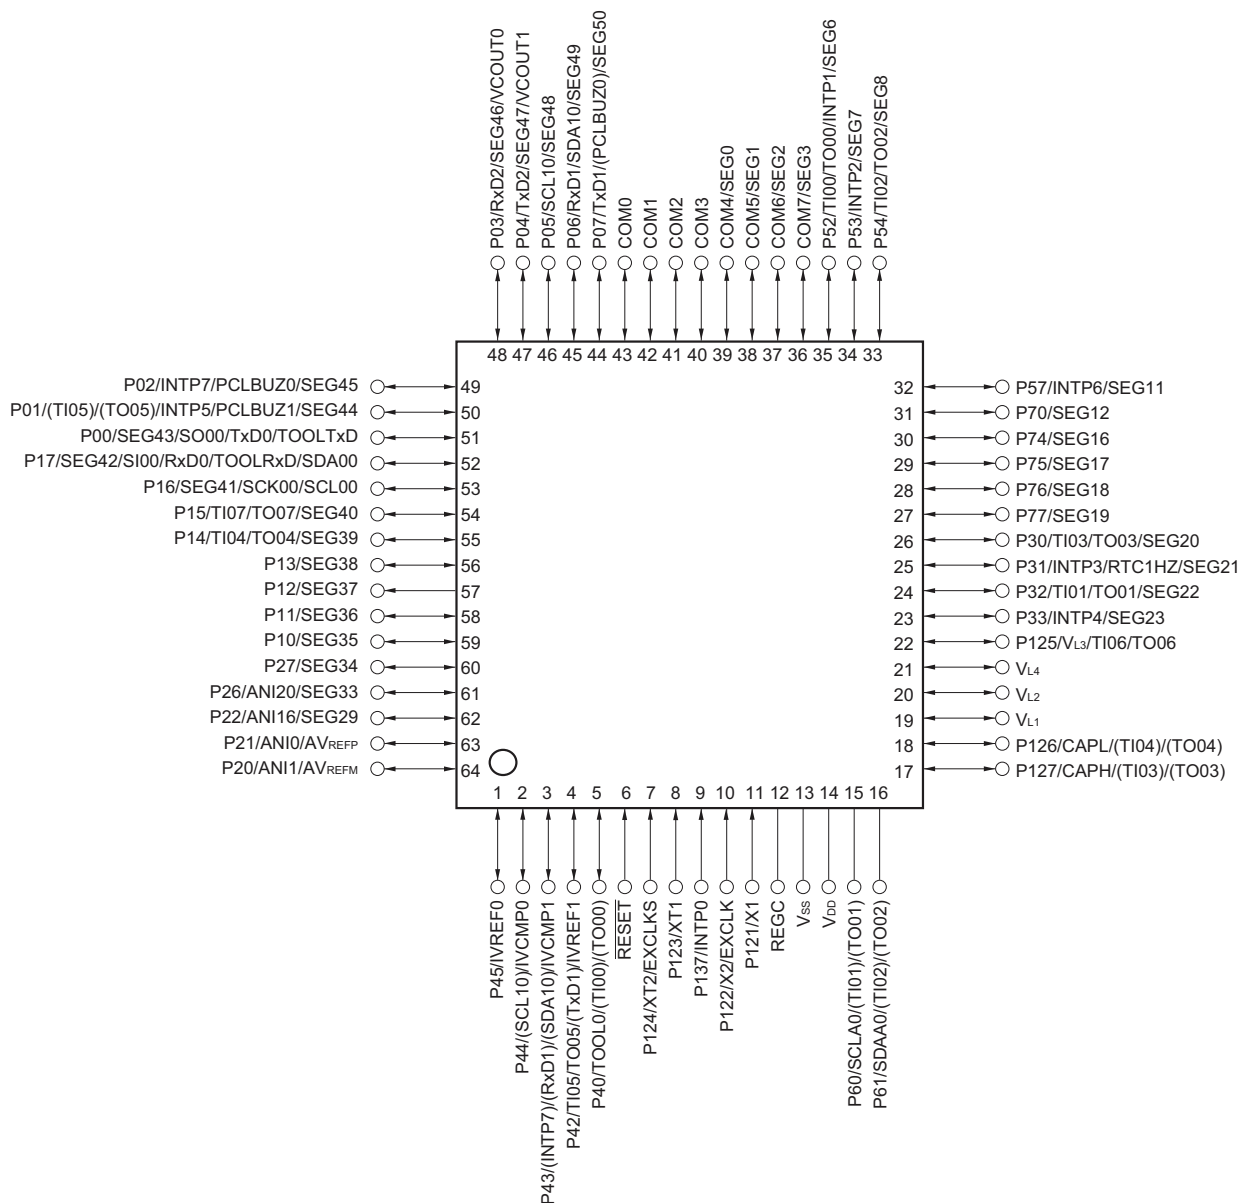 P03/RxD2/SEG46/VCOUT0
P04/TxD2/SEG47/VCOUT1
P05/SCL10/SEG48
P06/RxD1/SDA10/SEG49
P07/TxD1/(PCLBUZ0)/SEG50
COM0
COM1
COM2
COM3
COM4/SEG0
COM5/SEG1
COM6/SEG2
COM7/SEG3
P52/TI00/TO00/INTP1/SEG6
P53/INTP2/SEG7
P54/TI02/TO02/SEG8
48 47 46 45 44 43 42 41 40 39 38 37 36 35 34 33
P02/INTP7/PCLBUZ0/SEG45 49
P01/(TI05)/(TO05)/INTP5/PCLBUZ1/SEG44 50
P00/SEG43/SO00/TxD0/TOOLTxD 51
P17/SEG42/SI00/RxD0/TOOLRxD/SDA00 52
P16/SEG41/SCK00/SCL00 53
P15/TI07/TO07/SEG40 54
P14/TI04/TO04/SEG39 55
P13/SEG38 56
P12/SEG37 57
P11/SEG36 58
P10/SEG35 59
P27/SEG34 60
P26/ANI20/SEG33 61
P22/ANI16/SEG29 62
P21/ANI0/AVREFP 63
P20/ANI1/AVREFM 64
32 P57/INTP6/SEG11
31 P70/SEG12
30 P74/SEG16
29 P75/SEG17
28 P76/SEG18
27 P77/SEG19
26 P30/TI03/TO03/SEG20
25 P31/INTP3/RTC1HZ/SEG21
24 P32/TI01/TO01/SEG22
23 P33/INTP4/SEG23
22 P125/VL3/TI06/TO06
21 VL4
20 VL2
19 VL1
18 P126/CAPL/(TI04)/(TO04)
17 P127/CAPH/(TI03)/(TO03)
1 2 3 4 5 6 7 8 9 10 11 12 13 14 15 16
P45/IVREF0
P44/(SCL10)/IVCMP0
P43/(INTP7)/(RxD1)/(SDA10)/IVCMP1
P42/TI05/TO05/(TxD1)/IVREF1
P40/TOOL0/(TI00)/(TO00)
RESET
P124/XT2/EXCLKS
P123/XT1
P137/INTP0
P122/X2/EXCLK
P121/X1
REGC
VSS
VDD
P60/SCLA0/(TI01)/(TO01)
P61/SDAA0/(TI02)/(TO02)